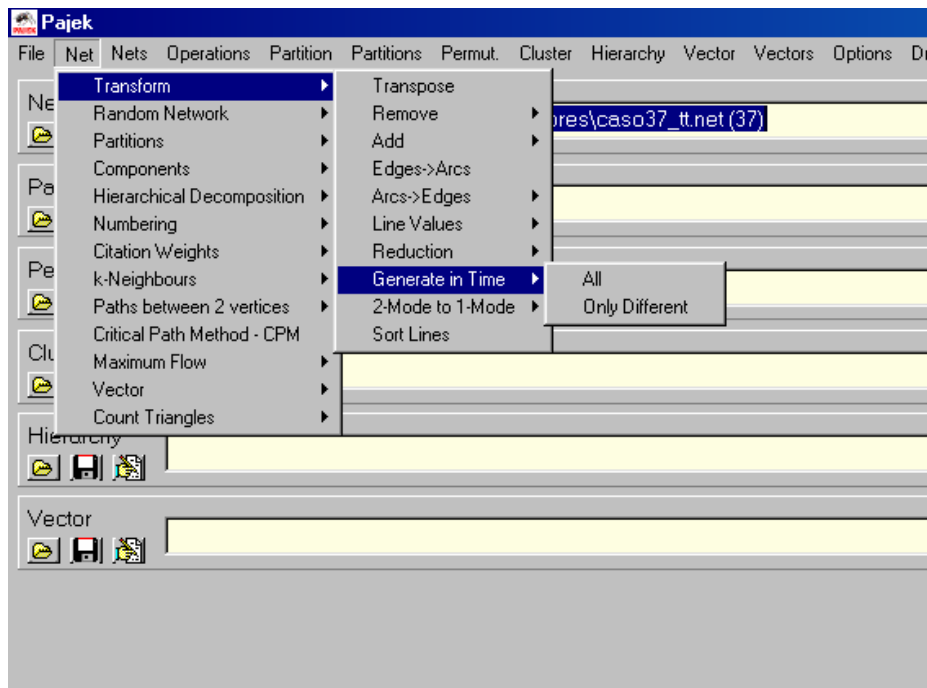 Pajek
File Net Nets Operations Partition Partitions Permut. Cluster Hierarchy Vector Vectors Options
Transform
Random Network
Partitions
Components
Hierarchical Decomposition
Numbering
Citation Weights
k-Neighbours
Paths between 2 vertices
Critical Path Method - CPM
Maximum Flow
Vector
Count Triangles
Transpose
Remove
Add
Edges->Arcs
Arcs->Edges
Line Values
Reduction
Generate in Time
2-Mode to 1-Mode
Sort Lines
All
Only Different
ores\caso37_tt.net (37)
Hierarchy
Vector